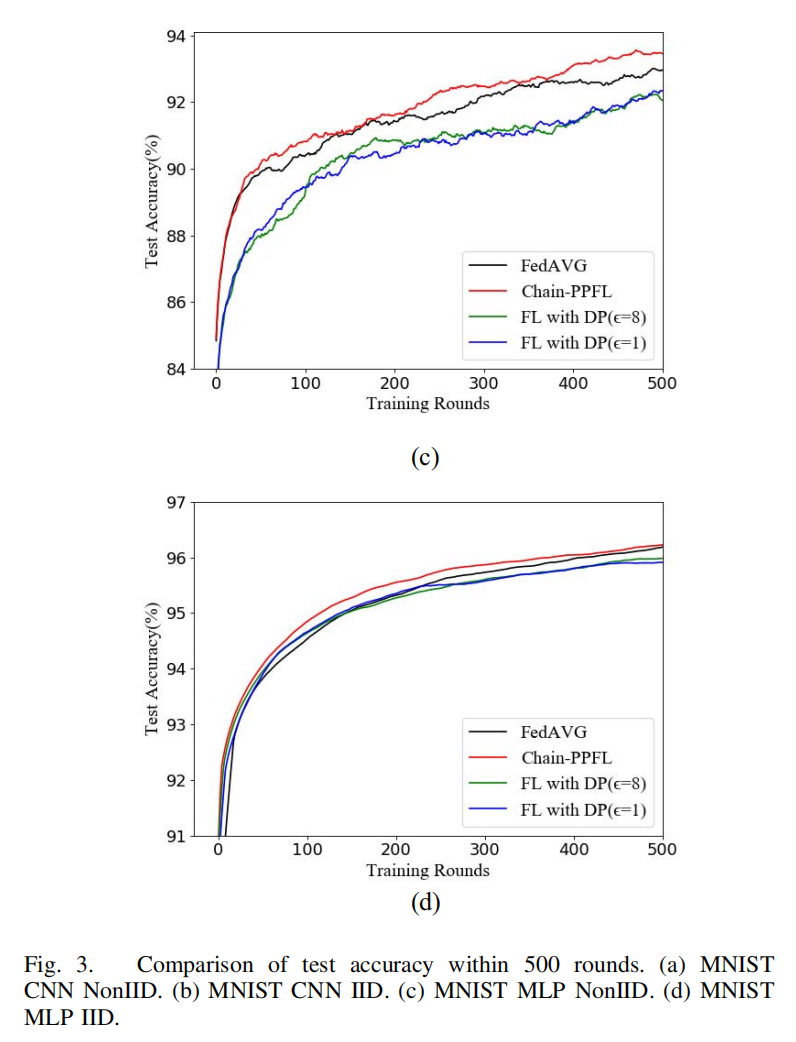 94
92
90
88
86
84
Test Accuracy(%)
FedAVG
Chain-PPFL
FL with DP(ϵ=8)
FL with DP(ϵ=1)
0 100 200 300 400 500
Training Rounds
(c)
97
96
95
94
93
92
91
Test Accuracy(%)
FedAVG
Chain-PPFL
FL with DP(ϵ=8)
FL with DP(ϵ=1)
0 100 200 300 400 500
Training Rounds
(d)
Fig. 3. Comparison of test accuracy within 500 rounds. (a) MNIST
CNN NonIID. (b) MNIST CNN IID. (c) MNIST MLP NonIID. (d) MNIST
MLP IID.